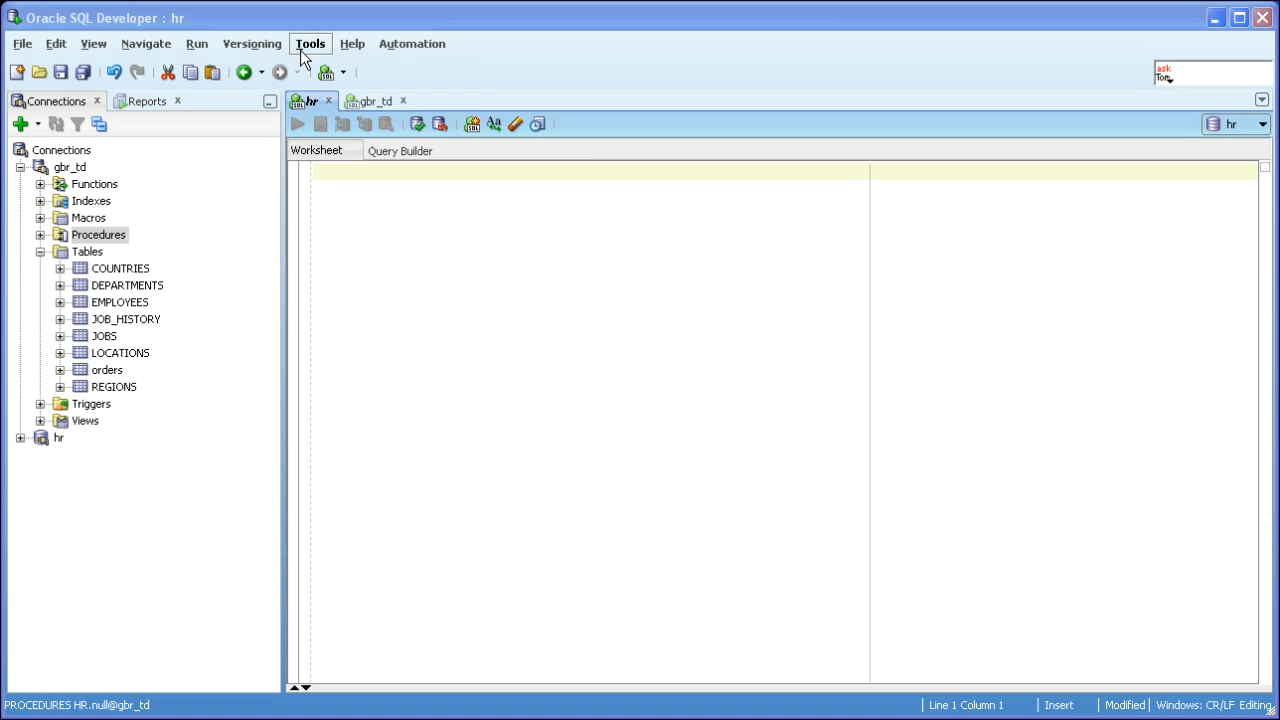 Oracle SQL Developer : hr
File Edit View Navigate Run Versioning Tools Help Automation
ask
Tom
Connections Reports
hr gbr_td
hr
Worksheet Query Builder
Connections
gbr_td
Functions
Indexes
Macros
Procedures
Tables
COUNTRIES
DEPARTMENTS
EMPLOYEES
JOB_HISTORY
JOBS
LOCATIONS
orders
REGIONS
Triggers
Views
hr
PROCEDURES HR.null@gbr_td Line 1 Column 1 Insert Modified Windows: CR/LF Editing